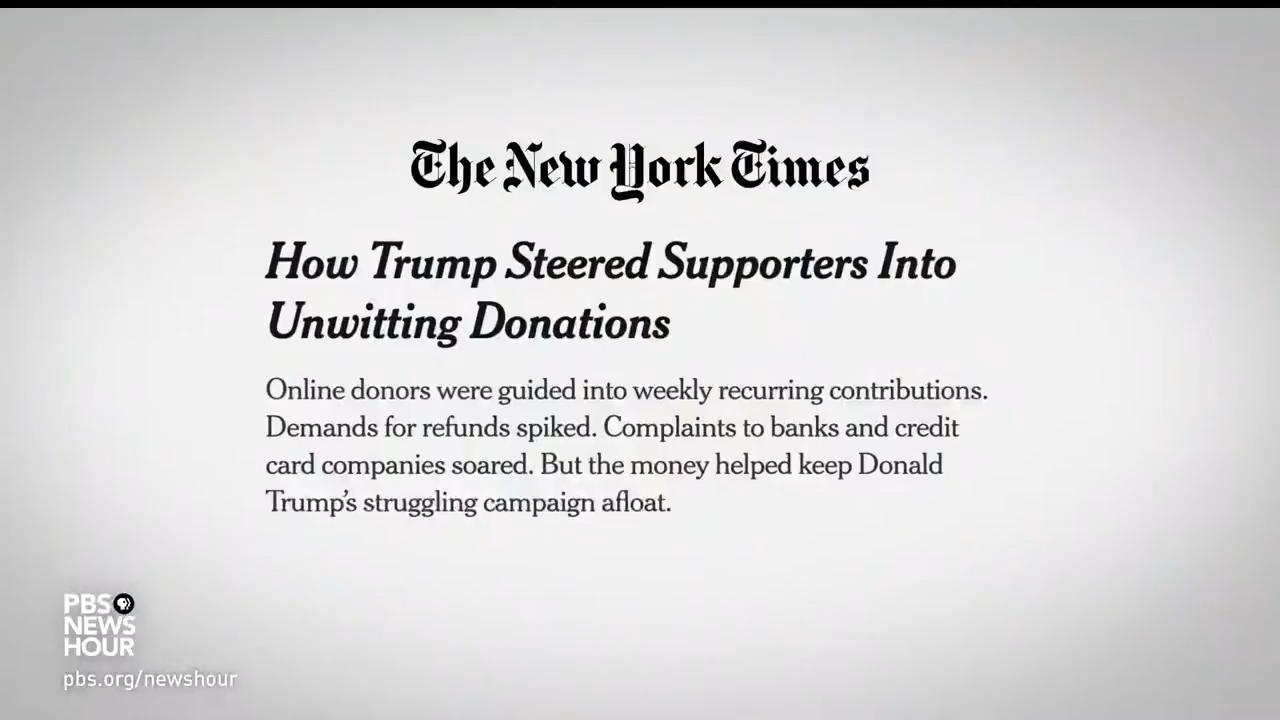 The New York Times
How Trump Steered Supporters Into
Unwitting Donations
Online donors were guided into weekly recurring contributions.
Demands for refunds spiked. Complaints to banks and credit
card companies soared. But the money helped keep Donald
Trump’s struggling campaign afloat.
PBS
NEWS
HOUR
pbs.org/newshour